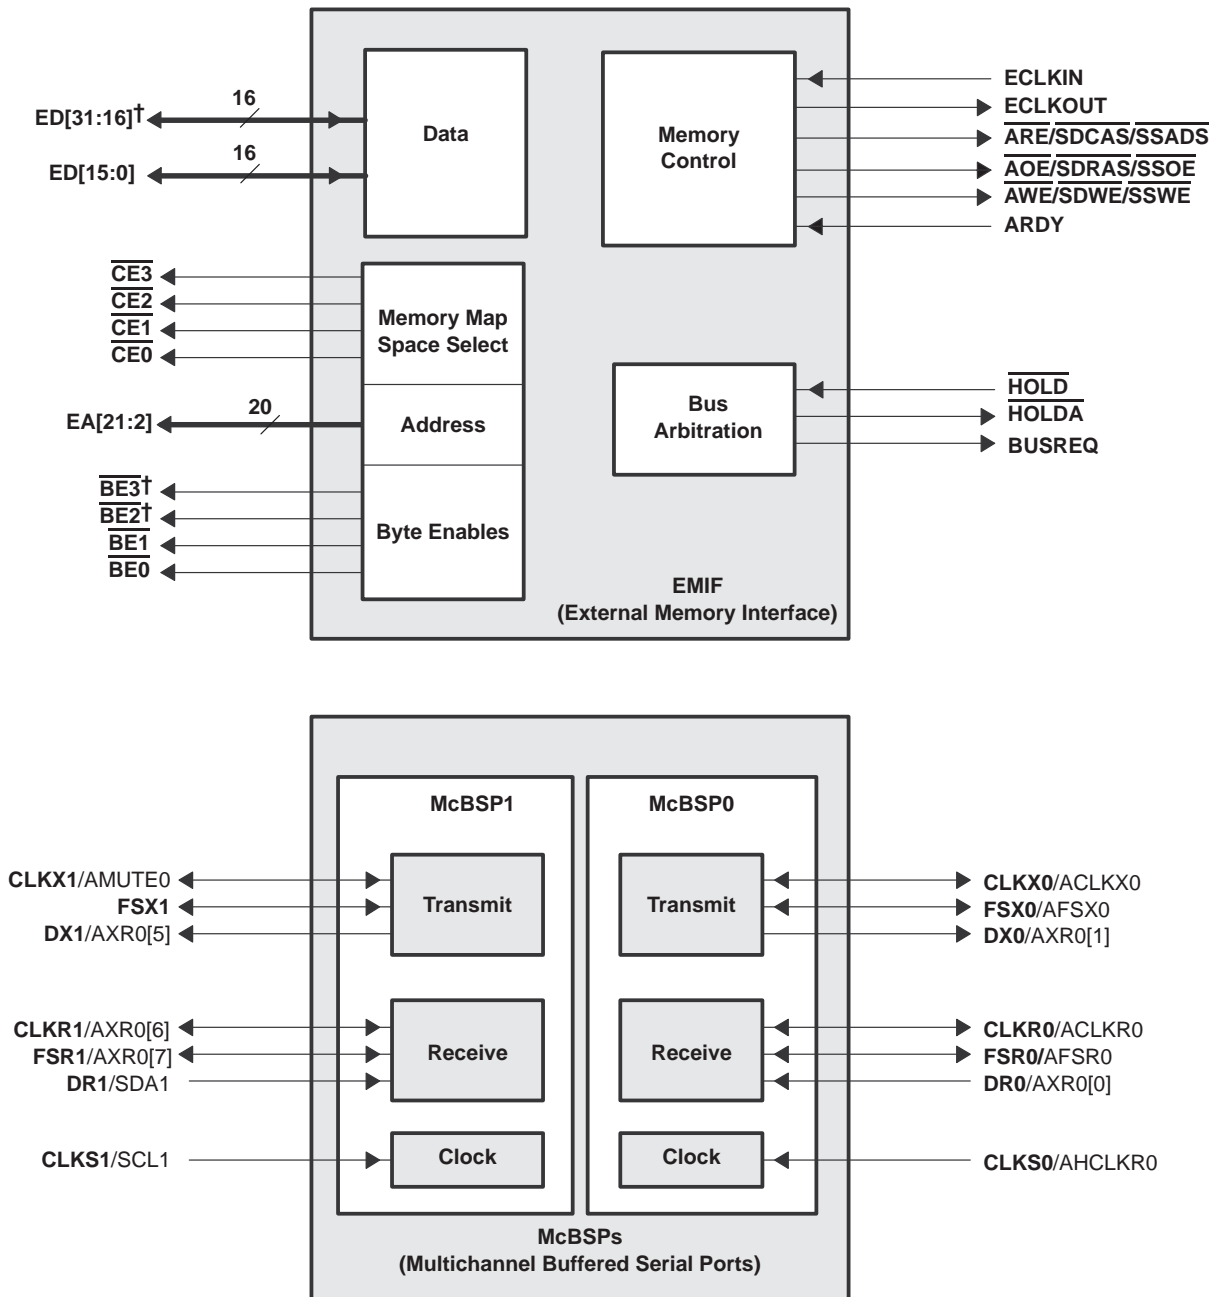 ED[31:16]†
16
ED[15:0]
16
Data
Memory
Control
ECLKIN
ECLKOUT
ARE/SDCAS/SSADS
AOE/SDRAS/SSOE
AWE/SDWE/SSWE
ARDY
CE3
CE2
CE1
CE0
Memory Map
Space Select
EA[21:2]
20
Address
BE3†
BE2†
BE1
BE0
Byte Enables
Bus
Arbitration
HOLD
HOLDA
BUSREQ
EMIF
(External Memory Interface)
McBSP1
McBSP0
CLKX1/AMUTE0
FSX1
DX1/AXR0[5]
Transmit
Transmit
CLKX0/ACLKX0
FSX0/AFSX0
DX0/AXR0[1]
CLKR1/AXR0[6]
FSR1/AXR0[7]
DR1/SDA1
Receive
Receive
CLKR0/ACLKR0
FSR0/AFSR0
DR0/AXR0[0]
CLKS1/SCL1
Clock
Clock
CLKS0/AHCLKR0
McBSPs
(Multichannel Buffered Serial Ports)